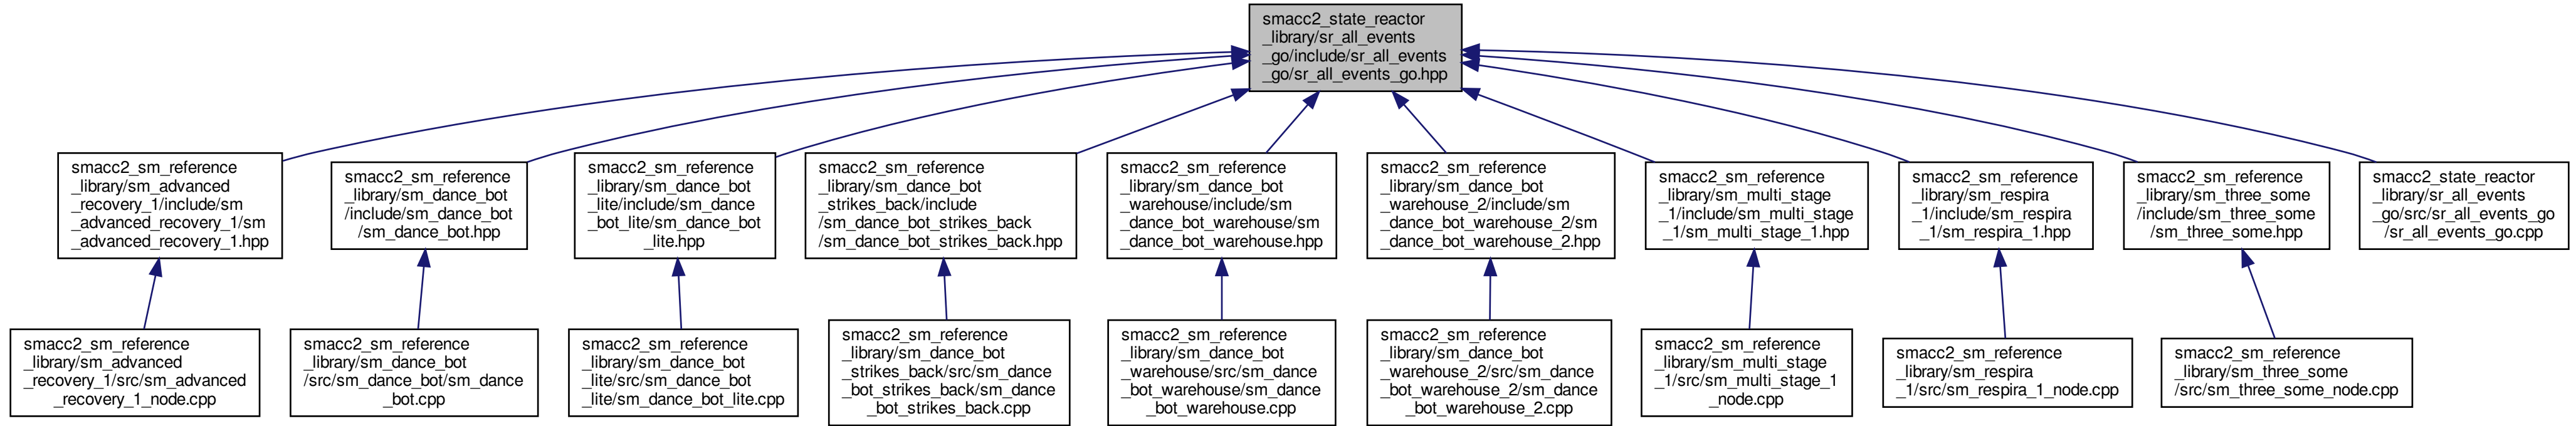 smacc2_state_reactor
_library/sr_all_events
_go/include/sr_all_events
_go/sr_all_events_go.hpp
smacc2_sm_reference
_library/sm_advanced
_recovery_1/include/sm
_advanced_recovery_1/sm
_advanced_recovery_1.hpp
smacc2_sm_reference
_library/sm_dance_bot
/include/sm_dance_bot
/sm_dance_bot.hpp
smacc2_sm_reference
_library/sm_dance_bot
_lite/include/sm_dance
_bot_lite/sm_dance_bot
_lite.hpp
smacc2_sm_reference
_library/sm_dance_bot
_strikes_back/include
/sm_dance_bot_strikes_back
/sm_dance_bot_strikes_back.hpp
smacc2_sm_reference
_library/sm_dance_bot
_warehouse/include/sm
_dance_bot_warehouse/sm
_dance_bot_warehouse.hpp
smacc2_sm_reference
_library/sm_dance_bot
_warehouse_2/include/sm
_dance_bot_warehouse_2/sm
_dance_bot_warehouse_2.hpp
smacc2_sm_reference
_library/sm_multi_stage
_1/include/sm_multi_stage
_1/sm_multi_stage_1.hpp
smacc2_sm_reference
_library/sm_respira
_1/include/sm_respira
_1/sm_respira_1.hpp
smacc2_sm_reference
_library/sm_three_some
/include/sm_three_some
/sm_three_some.hpp
smacc2_state_reactor
_library/sr_all_events
_go/src/sr_all_events_go
/sr_all_events_go.cpp
smacc2_sm_reference
_library/sm_advanced
_recovery_1/src/sm_advanced
_recovery_1_node.cpp
smacc2_sm_reference
_library/sm_dance_bot
/src/sm_dance_bot/sm_dance
_bot.cpp
smacc2_sm_reference
_library/sm_dance_bot
_lite/src/sm_dance_bot
_lite/sm_dance_bot_lite.cpp
smacc2_sm_reference
_library/sm_dance_bot
_strikes_back/src/sm_dance
_bot_strikes_back/sm_dance
_bot_strikes_back.cpp
smacc2_sm_reference
_library/sm_dance_bot
_warehouse/src/sm_dance
_bot_warehouse/sm_dance
_bot_warehouse.cpp
smacc2_sm_reference
_library/sm_dance_bot
_warehouse_2/src/sm_dance
_bot_warehouse_2/sm_dance
_bot_warehouse_2.cpp
smacc2_sm_reference
_library/sm_multi_stage
_1/src/sm_multi_stage_1
_node.cpp
smacc2_sm_reference
_library/sm_respira
_1/src/sm_respira_1_node.cpp
smacc2_sm_reference
_library/sm_three_some
/src/sm_three_some_node.cpp